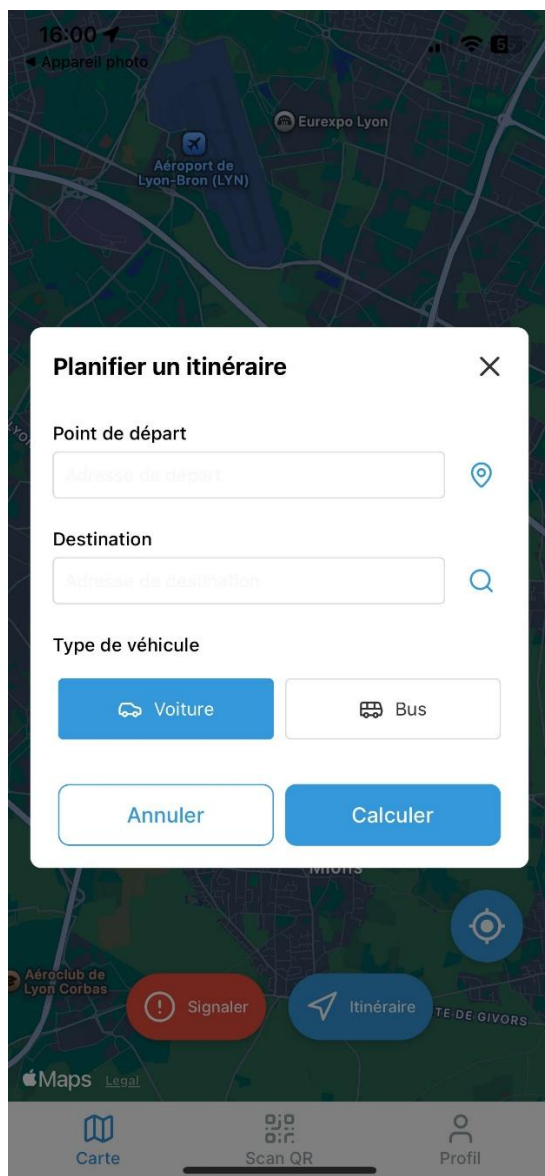 16:00
◀ Appareil photo
Eurexpo Lyon
Aéroport de
Lyon-Bron (LYN)
Planifier un itinéraire
Point de départ
Adresse de départ
Destination
Adresse de destination
Type de véhicule
Voiture
Bus
Annuler
Calculer
Mions
Aéroclub de
Lyon Corbas
Signaler
Itinéraire
TE DE GIVORS
Maps Legal
Carte
Scan QR
Profil